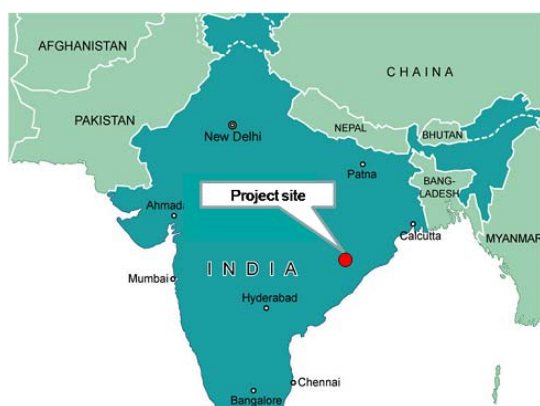 AFGHANISTAN
CHAINA
PAKISTAN
New Delhi
NEPAL
BHUTAN
Patna
BANG-
LADESH
Project site
Ahmada
Calcutta
MYANMAR
INDIA
Mumbai
Hyderabad
Chennai
Bangalore